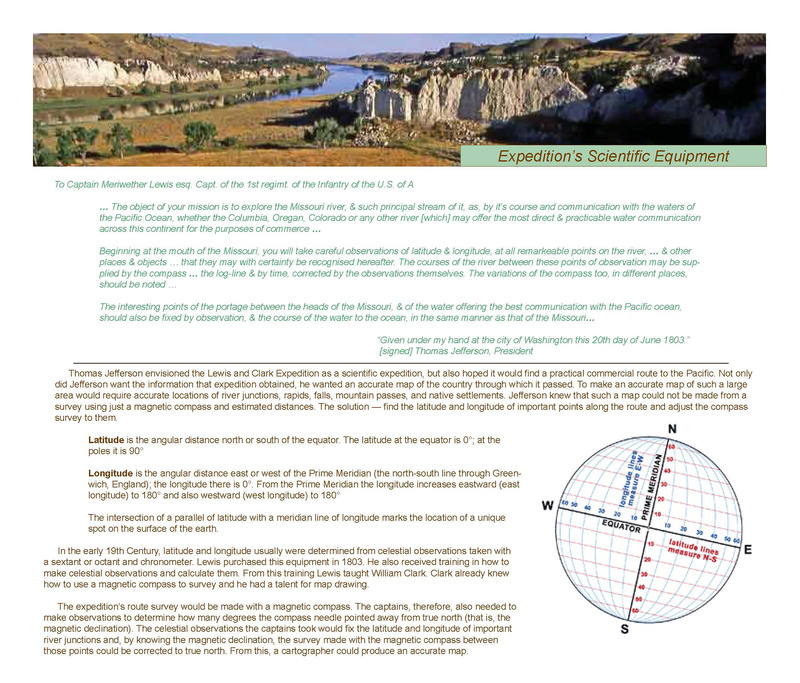 Expedition's Scientific Equipment
To Captain Meriwether Lewis esq. Capt. of the 1st regimt. of the Infantry of the U.S. of A
... The object of your mission is to explore the Missouri river, & such principal stream of it, as, by it's course and communication with the waters of
the Pacific Ocean, whether the Columbia, Oregan, Colorado or any other river [which] may offer the most direct & practicable water communication
across this continent for the purposes of commerce ...
Beginning at the mouth of the Missouri, you will take careful observations of latitude & longitude, at all remarkeable points on the river, ... & other
places & objects ... that they may with certainty be recognised hereafter. The courses of the river between these points of observation may be sup-
plied by the compass ... the log-line & by time, corrected by the observations themselves. The variations of the compass too, in different places,
should be noted ...
The interesting points of the portage between the heads of the Missouri, & of the water offering the best communication with the Pacific ocean,
should also be fixed by observation, & the course of the water to the ocean, in the same manner as that of the Missouri...
"Given under my hand at the city of Washington this 20th day of June 1803."
[signed] Thomas Jefferson, President
Thomas Jefferson envisioned the Lewis and Clark Expedition as a scientific expedition, but also hoped it would find a practical commercial route to the Pacific. Not only
did Jefferson want the information that expedition obtained, he wanted an accurate map of the country through which it passed. To make an accurate map of such a large
area would require accurate locations of river junctions, rapids, falls, mountain passes, and native settlements. Jefferson knew that such a map could not be made from a
survey using just a magnetic compass and estimated distances. The solution — find the latitude and longitude of important points along the route and adjust the compass
survey to them.
Latitude is the angular distance north or south of the equator. The latitude at the equator is 0°; at the
poles it is 90°
Longitude is the angular distance east or west of the Prime Meridian (the north-south line through Green-
wich, England); the longitude there is 0°. From the Prime Meridian the longitude increases eastward (east
longitude) to 180° and also westward (west longitude) to 180°
The intersection of a parallel of latitude with a meridian line of longitude marks the location of a unique
spot on the surface of the earth.
In the early 19th Century, latitude and longitude usually were determined from celestial observations taken with
a sextant or octant and chronometer. Lewis purchased this equipment in 1803. He also received training in how to
make celestial observations and calculate them. From this training Lewis taught William Clark. Clark already knew
how to use a magnetic compass to survey and he had a talent for map drawing.
The expedition's route survey would be made with a magnetic compass. The captains, therefore, also needed to
make observations to determine how many degrees the compass needle pointed away from true north (that is, the
magnetic declination). The celestial observations the captains took would fix the latitude and longitude of important
river junctions and, by knowing the magnetic declination, the survey made with the magnetic compass between
those points could be corrected to true north. From this, a cartographer could produce an accurate map.
N
60
50
40
30
20
10
longitude lines
measure E-W
PRIME MERIDIAN
W
60 50 40 30 20 10
EQUATOR
10 20 30 40 50 60
E
latitude lines
measure N-S
10
20
30
40
50
60
S